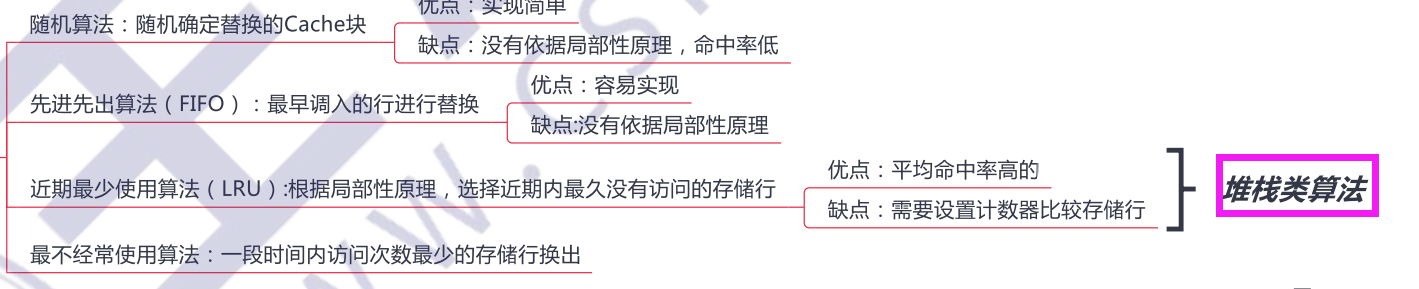 优点：实现简单
随机算法：随机确定替换的Cache块
缺点：没有依据局部性原理，命中率低
优点：容易实现
先进先出算法（FIFO）：最早调入的行进行替换
缺点:没有依据局部性原理
优点：平均命中率高的
近期最少使用算法（LRU）:根据局部性原理，选择近期内最久没有访问的存储行
缺点：需要设置计数器比较存储行
堆栈类算法
最不经常使用算法：一段时间内访问次数最少的存储行换出